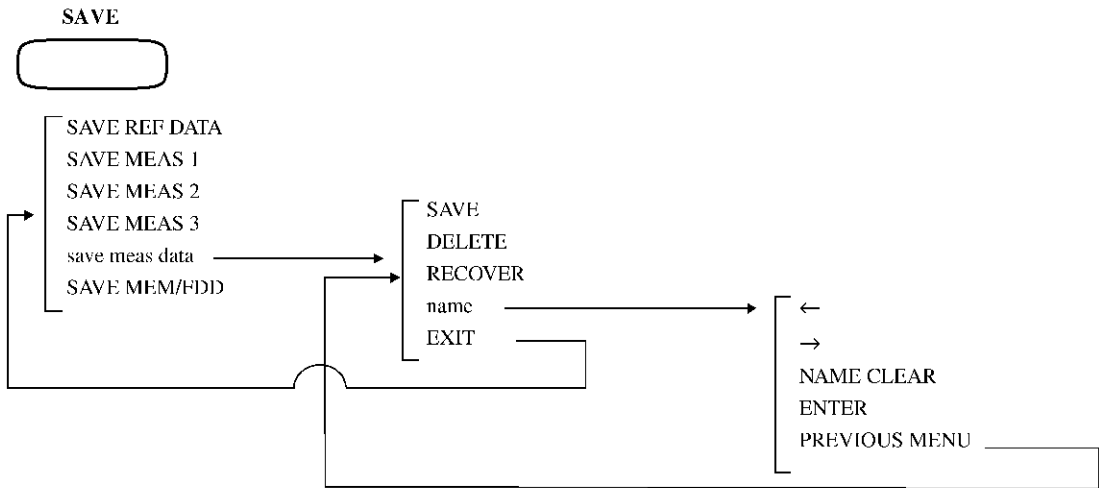 SAVE
SAVE REF DATA
SAVE MEAS 1
SAVE MEAS 2
SAVE MEAS 3
save meas data
SAVE MEM/FDD
SAVE
DELETE
RECOVER
name
EXIT
←
→
NAME CLEAR
ENTER
PREVIOUS MENU